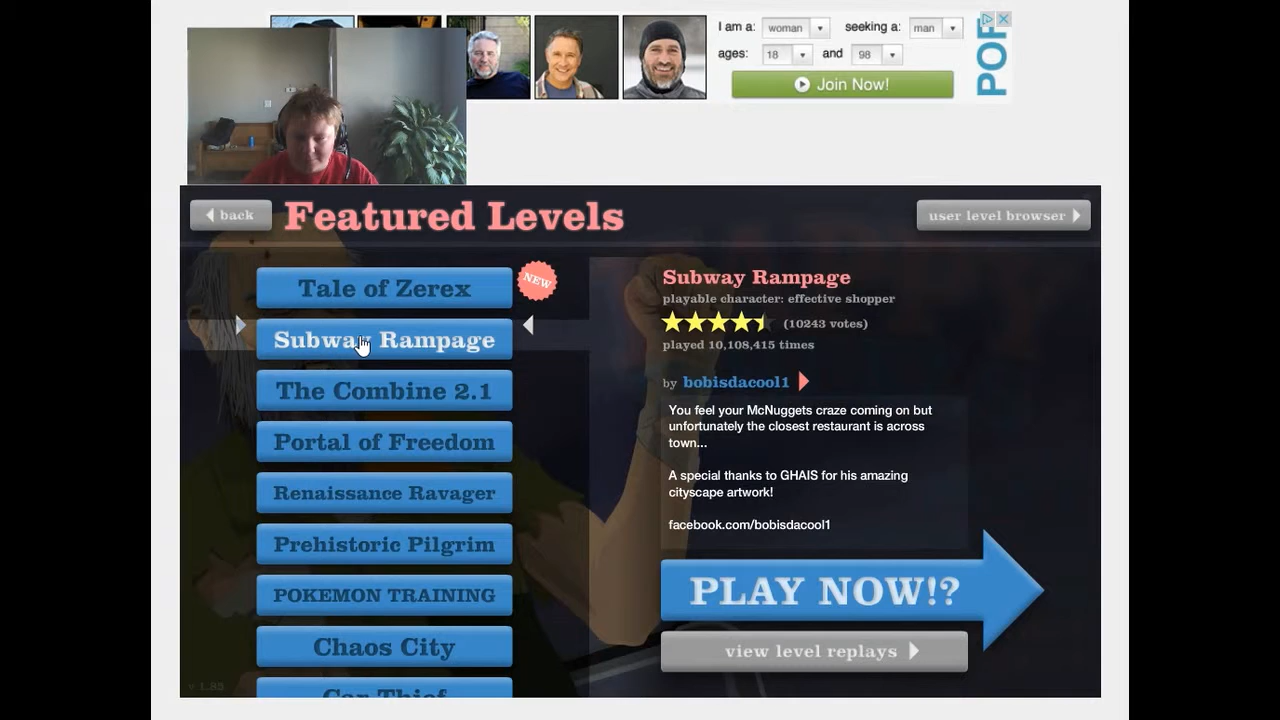 I am a: woman seeking a: man
ages: 18 and 98
Join Now!
POF
back
Featured Levels
user level browser
Tale of Zerex
NEW
Subway Rampage
The Combine 2.1
Portal of Freedom
Renaissance Ravager
Prehistoric Pilgrim
POKEMON TRAINING
Chaos City
Car Thief
v 1.85
Subway Rampage
playable character: effective shopper
(10243 votes)
played 10,108,415 times
by bobisdacool1
You feel your McNuggets craze coming on but
unfortunately the closest restaurant is across
town...
A special thanks to GHAIS for his amazing
cityscape artwork!
facebook.com/bobisdacool1
PLAY NOW!?
view level replays